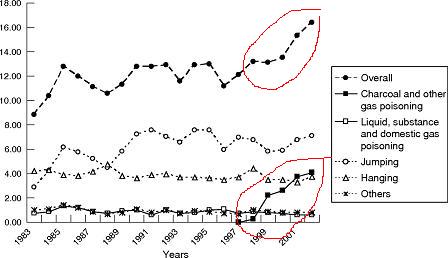 18.00
16.00
14.00
12.00
10.00
8.00
6.00
4.00
2.00
0.00
1983
1985
1987
1989
1991
1993
1995
1997
1999
2001
Years
Overall
Charcoal and other
gas poisoning
Liquid, substance
and domestic gas
poisoning
Jumping
Hanging
Others